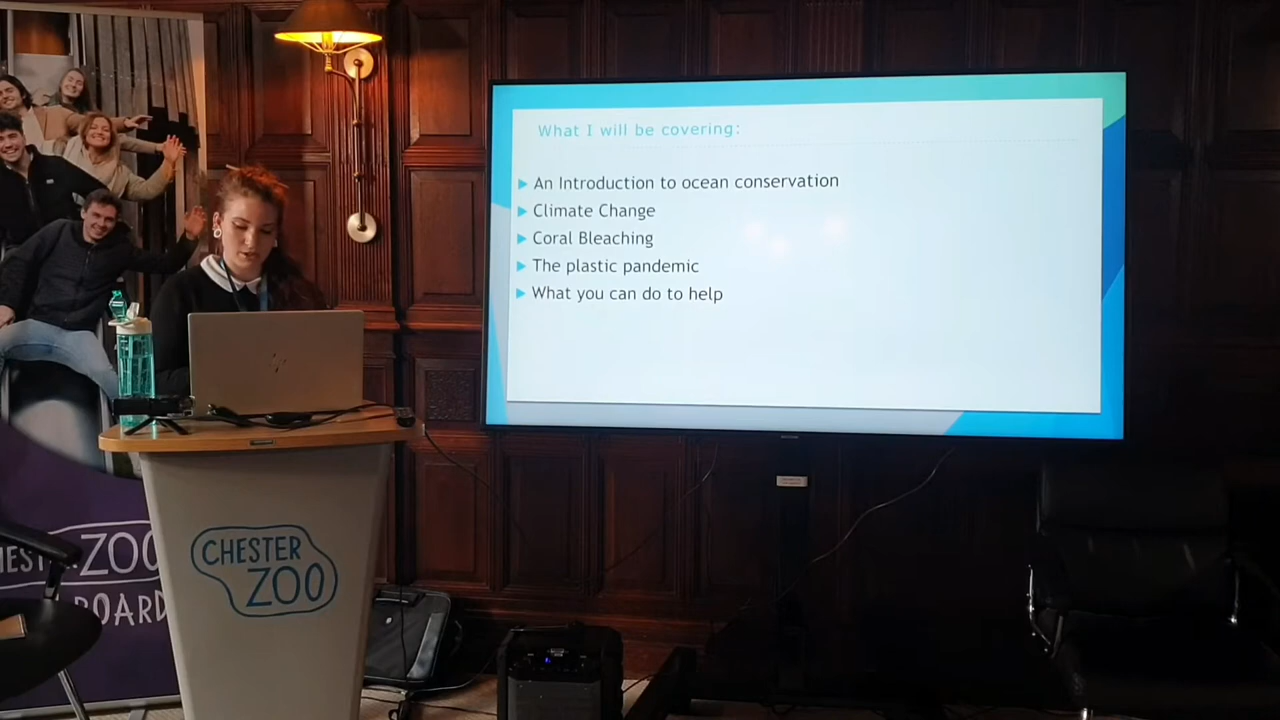 What I will be covering:
An Introduction to ocean conservation
Climate Change
Coral Bleaching
The plastic pandemic
What you can do to help
CHESTER
ZOO
ZOO
BOARD